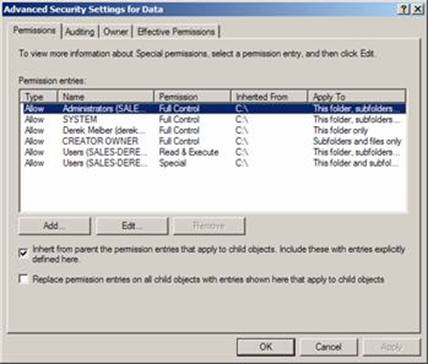 Advanced Security Settings for Data
Permissions Auditing Owner Effective Permissions
To view more information about Special permissions, select a permission entry, and then click Edit.
Permission entries:
Type Name Permission Inherited From Apply To
Allow Administrators (SALE... Full Control C:\ This folder, subfolders...
Allow SYSTEM Full Control C:\ This folder, subfolders...
Allow Derek Melber (derek... Full Control C:\ This folder only
Allow CREATOR OWNER Full Control C:\ Subfolders and files only
Allow Users (SALES-DERE... Read & Execute C:\ This folder, subfolders...
Allow Users (SALES-DERE... Special C:\ This folder and subfol...
Add... Edit... Remove
Inherit from parent the permission entries that apply to child objects. Include these with entries explicitly
defined here.
Replace permission entries on all child objects with entries shown here that apply to child objects
OK Cancel Apply